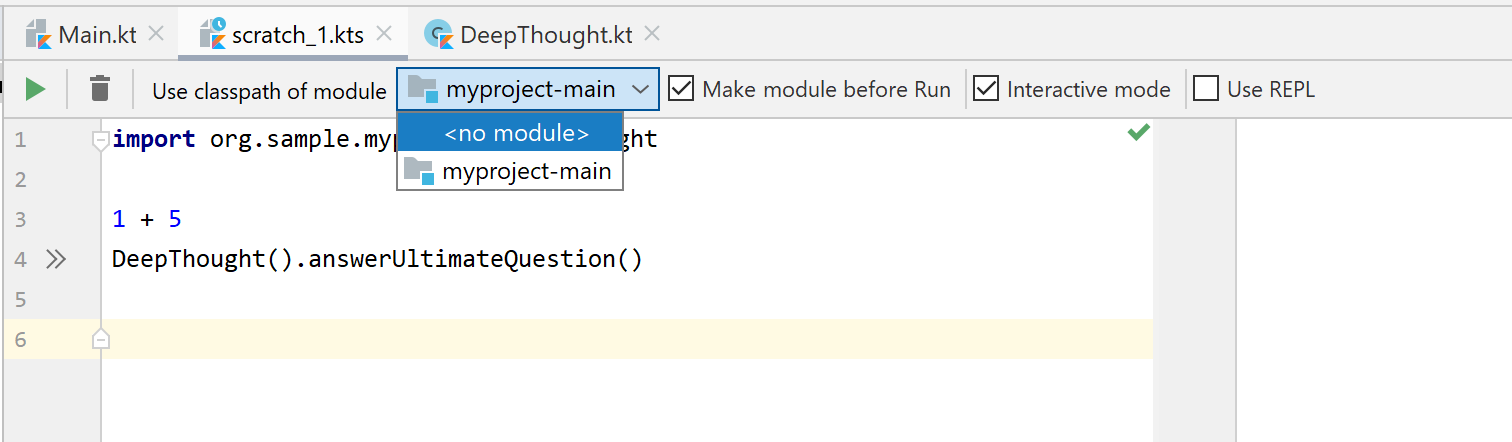 Main.kt scratch_1.kts DeepThought.kt
Use classpath of module myproject-main Make module before Run Interactive mode Use REPL
<no module>
myproject-main
1 import org.sample.my
2
3 1 + 5
4 DeepThought().answerUltimateQuestion()
5
6